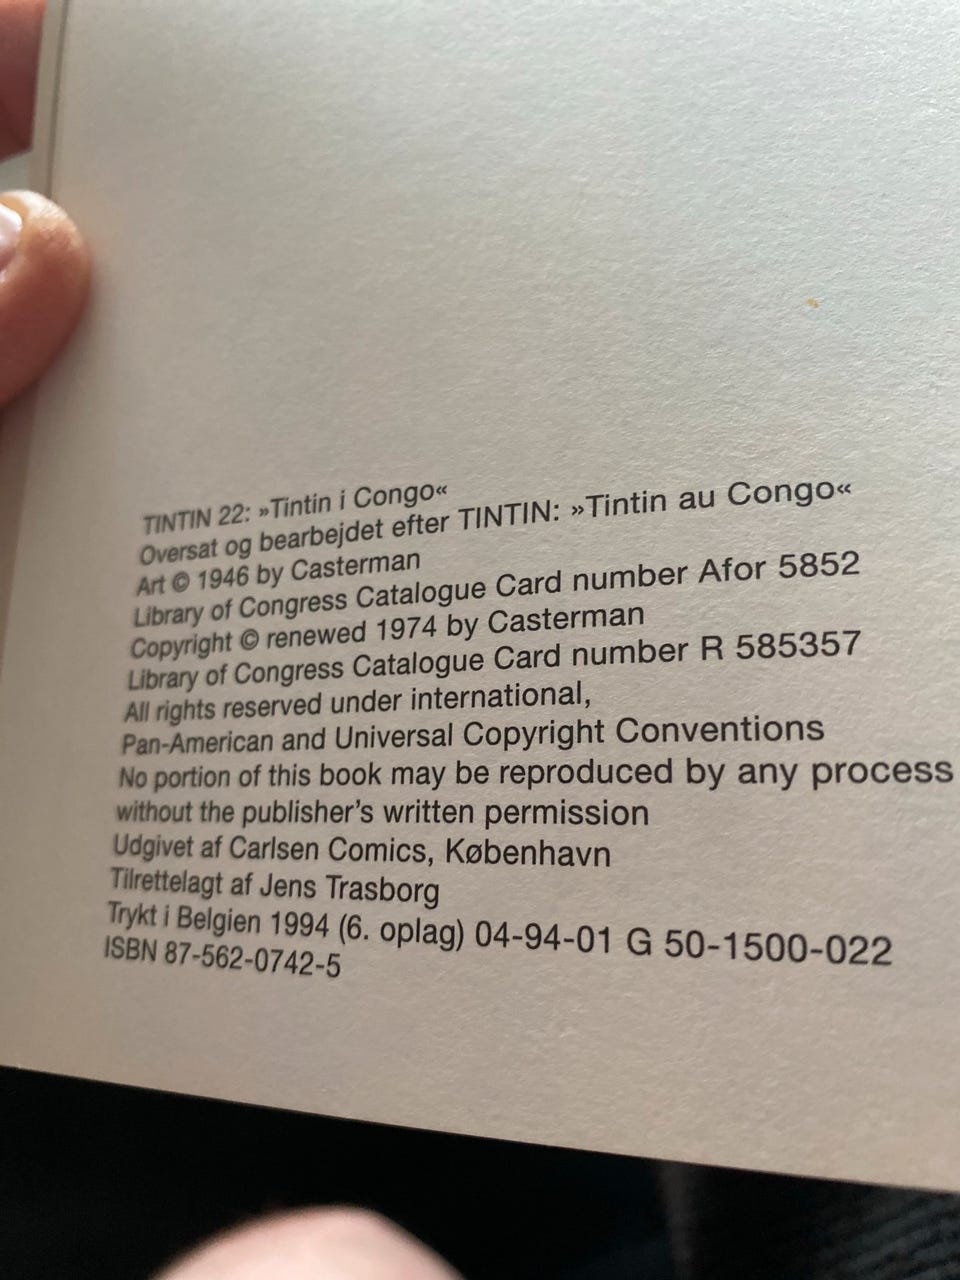 TINTIN 22: »Tintin i Congo«
Oversat og bearbejdet efter TINTIN: »Tintin au Congo«
Art © 1946 by Casterman
Library of Congress Catalogue Card number Afor 5852
Copyright © renewed 1974 by Casterman
Library of Congress Catalogue Card number R 585357
All rights reserved under international,
Pan-American and Universal Copyright Conventions
No portion of this book may be reproduced by any process
without the publisher's written permission
Udgivet af Carlsen Comics, København
Tilrettelagt af Jens Trasborg
Trykt i Belgien 1994 (6. oplag) 04-94-01 G 50-1500-022
ISBN 87-562-0742-5